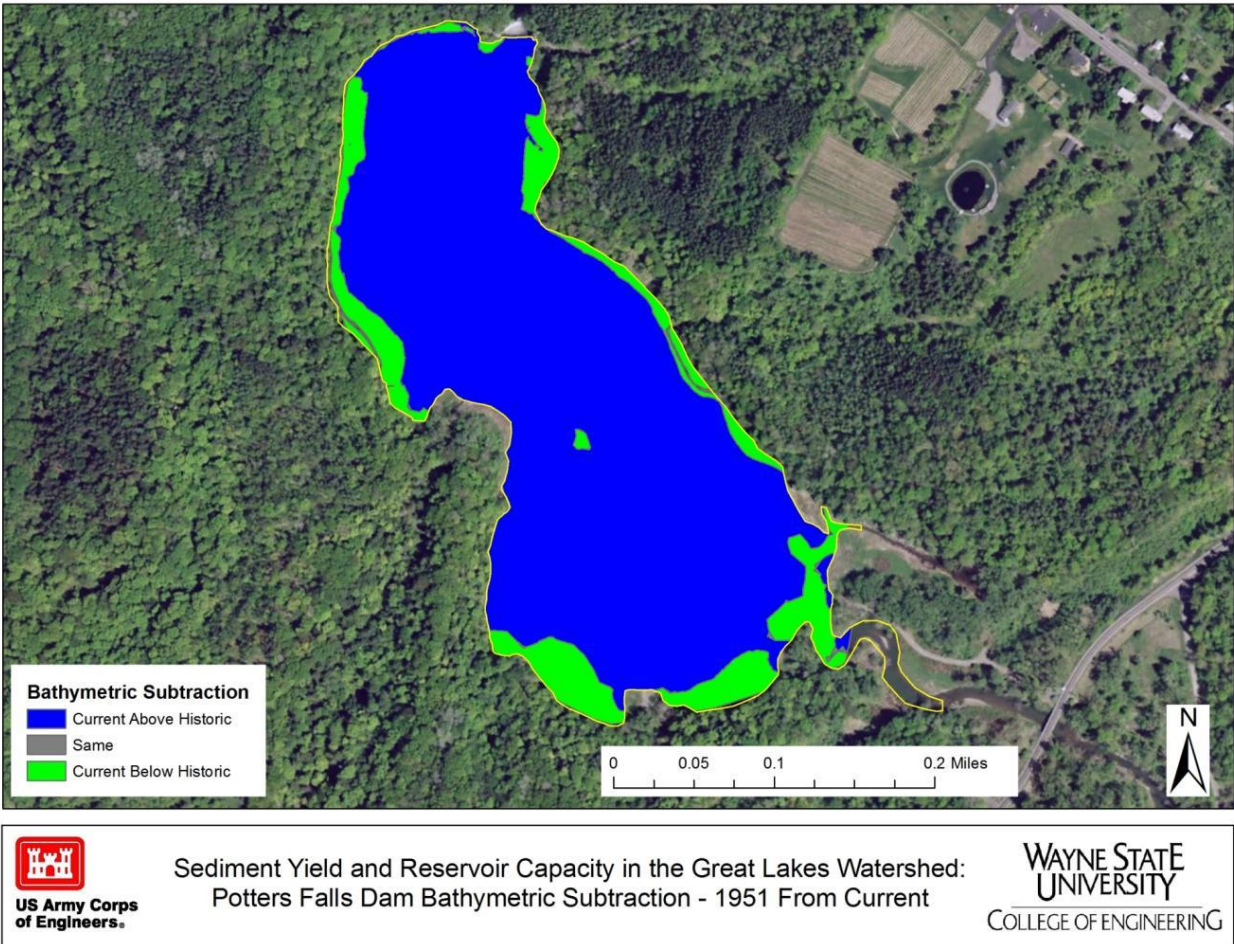 Bathymetric Subtraction
Current Above Historic
Same
Current Below Historic
0 0.05 0.1 0.2 Miles
N
US Army Corps
of Engineers®
Sediment Yield and Reservoir Capacity in the Great Lakes Watershed:
Potters Falls Dam Bathymetric Subtraction - 1951 From Current
WAYNE STATE
UNIVERSITY
COLLEGE OF ENGINEERING